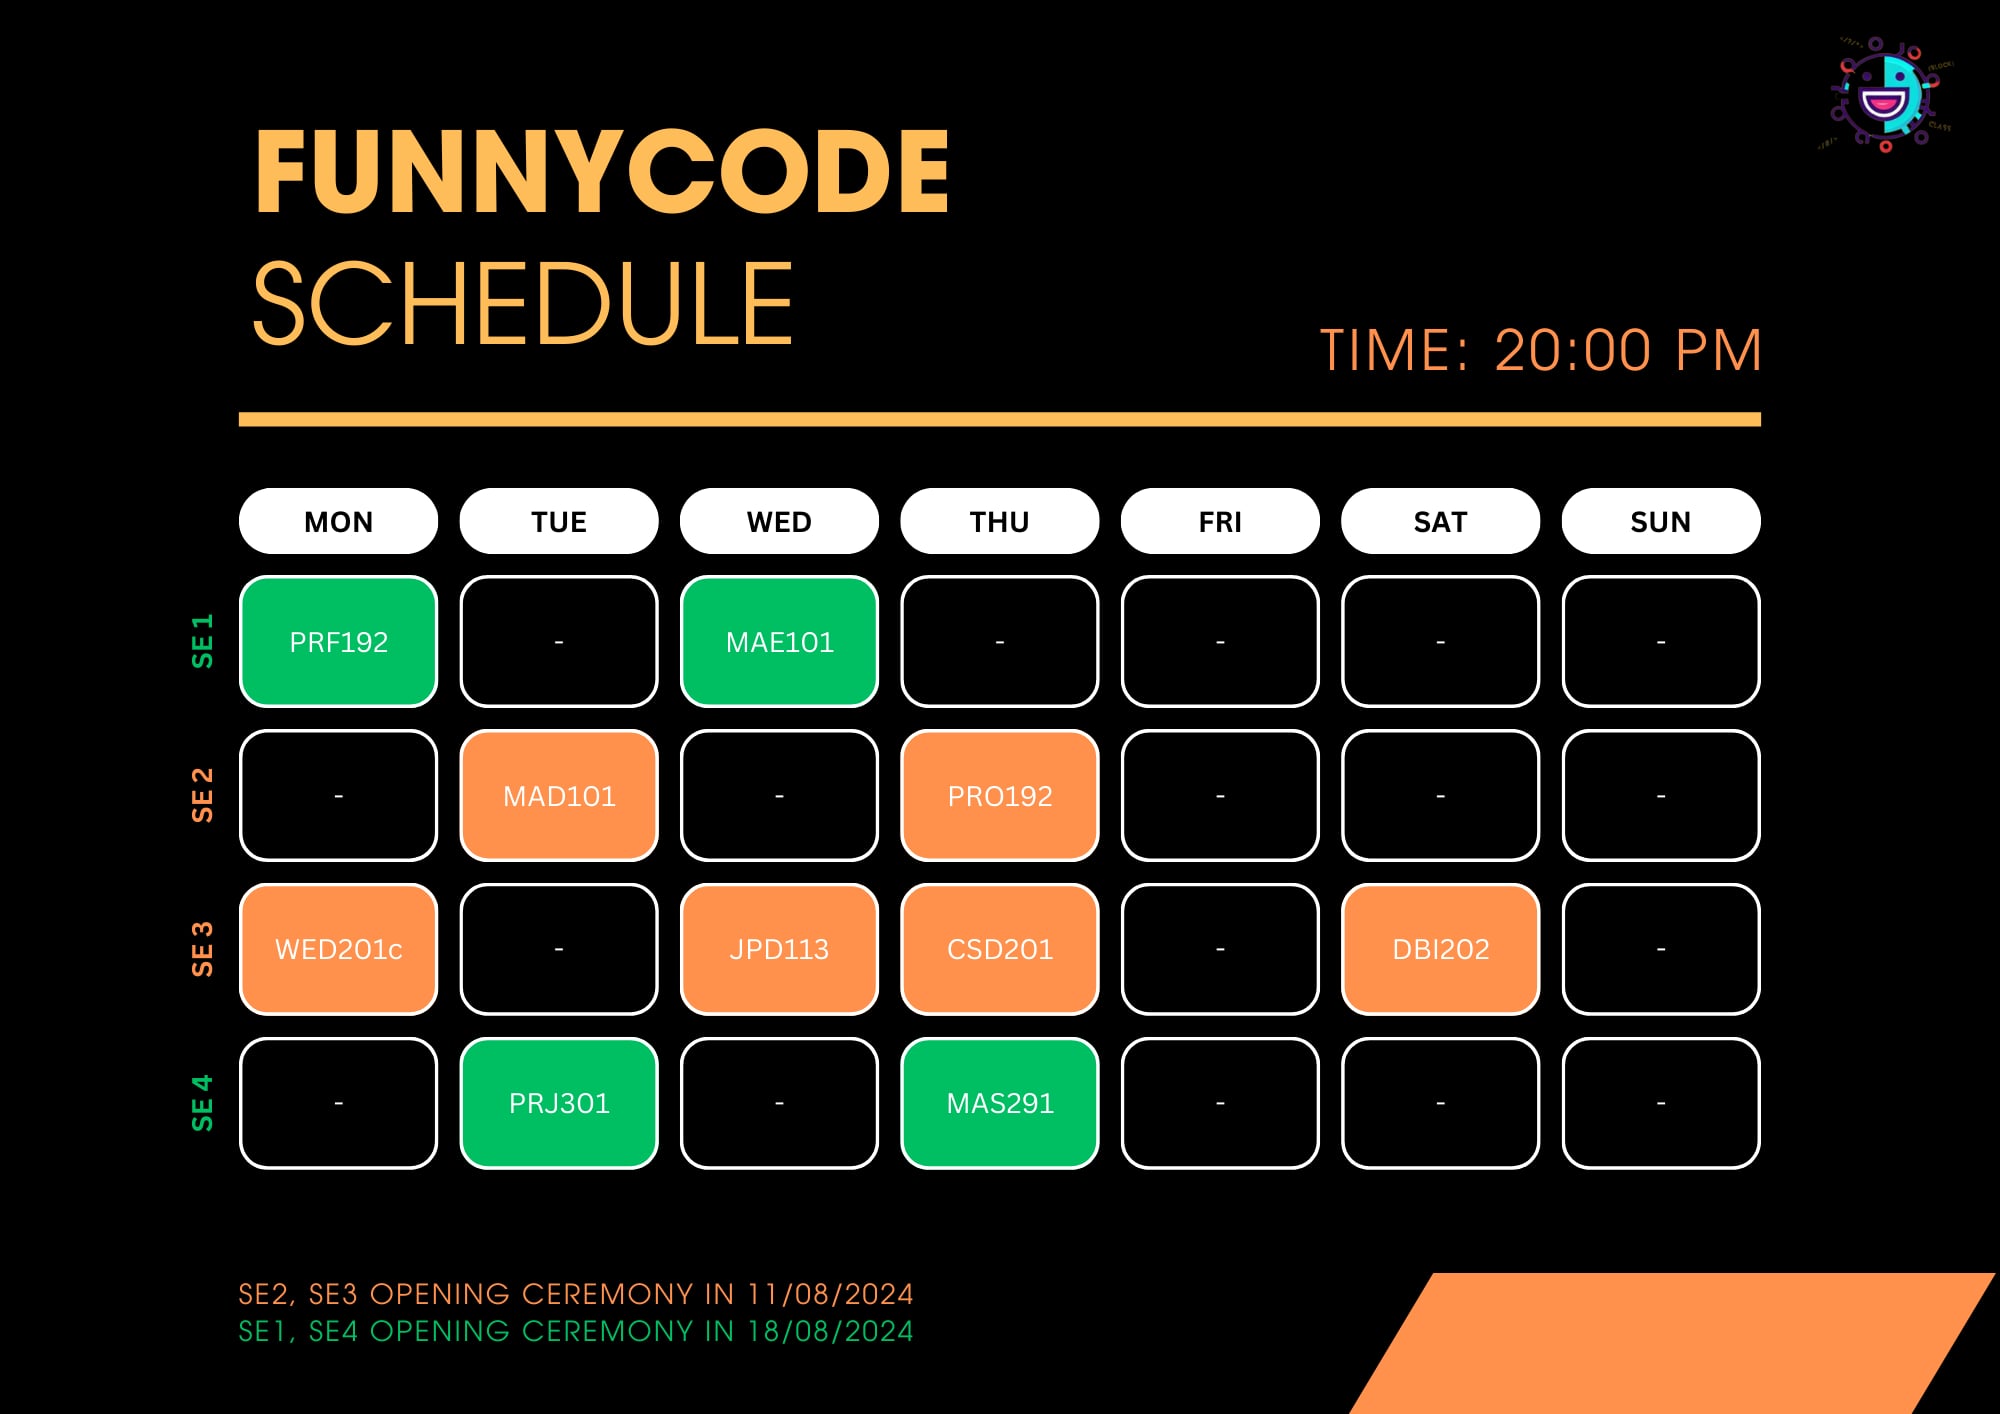 FUNNYCODE
SCHEDULE
TIME: 20:00 PM
MON TUE WED THU FRI SAT SUN
SE 1 PRF192 - MAE101 - - - -
SE 2 - MAD101 - PRO192 - - -
SE 3 WED201c - JPD113 CSD201 - DBI202 -
SE 4 - PRJ301 - MAS291 - - -
SE2, SE3 OPENING CEREMONY IN 11/08/2024
SE1, SE4 OPENING CEREMONY IN 18/08/2024